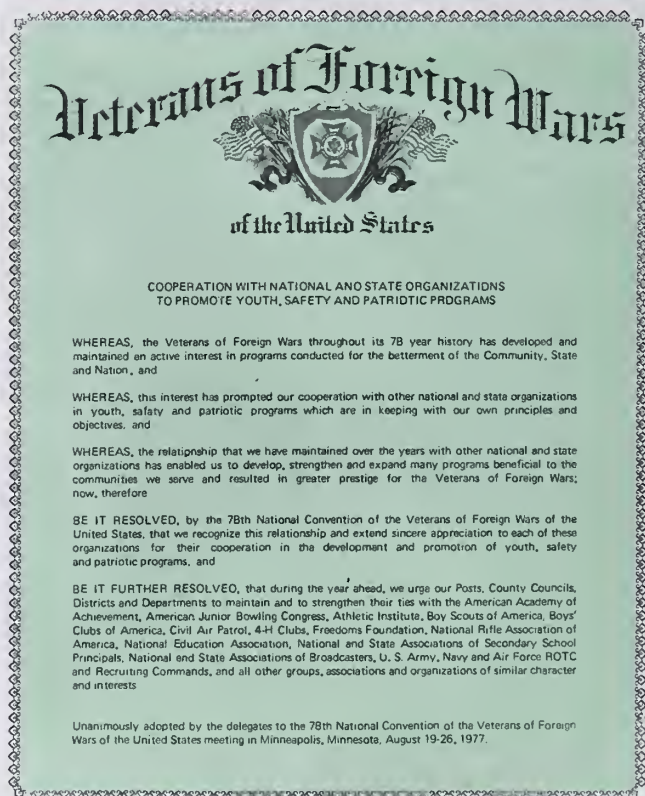 Veterans of Foreign Wars
of the United States
COOPERATION WITH NATIONAL ANO STATE ORGANIZATIONS
TO PROMOTE YOUTH, SAFETY AND PATRIOTIC PROGRAMS
WHEREAS, the Veterans of Foreign Wars throughout its 78 year history has developed and
maintained an active interest in programs conducted for the betterment of the Community, State
and Nation, and
WHEREAS, this interest has prompted our cooperation with other national and state organizations
in youth, safety and patriotic programs which are in keeping with our own principles and
objectives, and
WHEREAS, the relationship that we have maintained over the years with other national and state
organizations has enabled us to develop, strengthen and expand many programs beneficial to the
communities we serve and resulted in greater prestige for the Veterans of Foreign Wars;
now, therefore
BE IT RESOLVED, by the 78th National Convention of the Veterans of Foreign Wars of the
United States, that we recognize this relationship and extend sincere appreciation to each of these
organizations for their cooperation in the development and promotion of youth, safety
and patriotic programs, and
BE IT FURTHER RESOLVEO, that during the year ahead, we urge our Posts, County Councils,
Districts and Departments to maintain and to strengthen their ties with the American Academy of
Achievement, American Junior Bowling Congress, Athletic Institute, Boy Scouts of America, Boys'
Clubs of America, Civil Air Patrol, 4-H Clubs, Freedoms Foundation, National Rifle Association of
America, National Education Association, National and State Associations of Secondary School
Principals, National and State Associations of Broadcasters, U. S. Army, Navy and Air Force ROTC
and Recruiting Commands, and all other groups, associations and organizations of similar character
and interests
Unanimously adopted by the delegates to the 78th National Convention of the Veterans of Foreign
Wars of the United States meeting in Minneapolis, Minnesota, August 19-26, 1977.